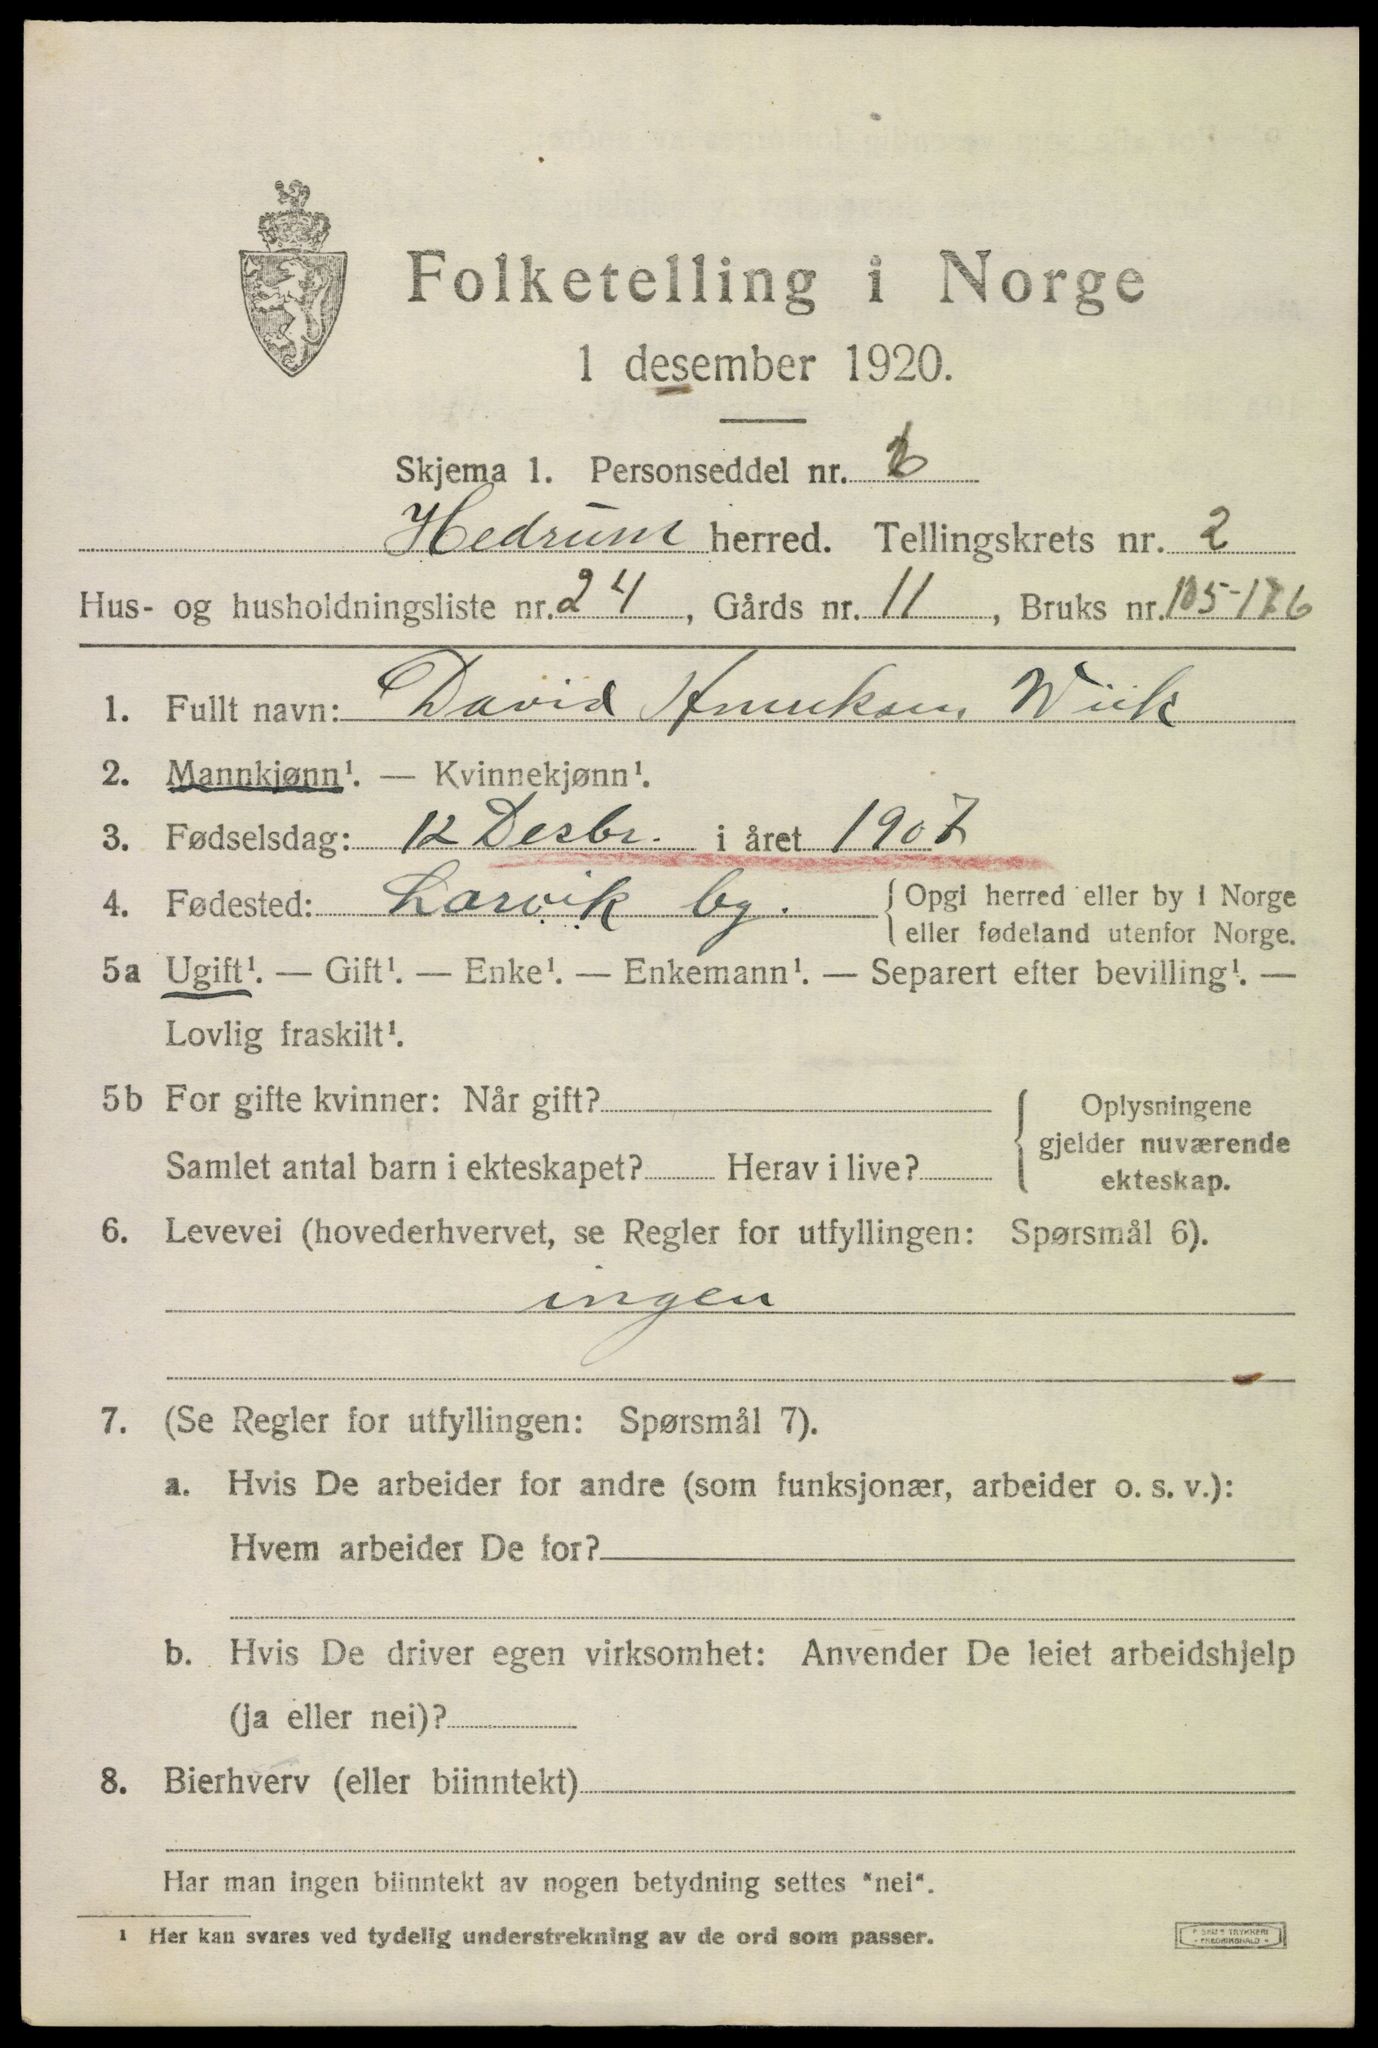 Folketelling i Norge
1 desember 1920.
Skjema 1. Personseddel nr. 6
Hedrum herred. Tellingskrets nr. 2
Hus- og husholdningsliste nr. 24, Gårds nr. 11, Bruks nr.
1. Fullt navn: David Wiik
2. Mannkjønn¹. — Kvinnekjønn¹.
3. Fødselsdag: 12 Desbr. i året 1907
4. Fødested: Larvik by. { Opgi herred eller by i Norge
eller fødeland utenfor Norge.
5a Ugift¹. — Gift¹. — Enke¹. — Enkemann¹. — Separert efter bevilling¹. —
Lovlig fraskilt¹.
5b For gifte kvinner: Når gift?
Samlet antal barn i ekteskapet? Herav i live?
Oplysningene
gjelder nuværende
ekteskap.
6. Levevei (hovederhvervet, se Regler for utfyllingen: Spørsmål 6).
ingen
7. (Se Regler for utfyllingen: Spørsmål 7).
a. Hvis De arbeider for andre (som funksjonær, arbeider o. s. v.):
Hvem arbeider De for?
b. Hvis De driver egen virksomhet: Anvender De leiet arbeidshjelp
(ja eller nei)?
8. Bierhverv (eller biinntekt)
Har man ingen biinntekt av nogen betydning settes "nei".
¹ Her kan svares ved tydelig understrekning av de ord som passer.